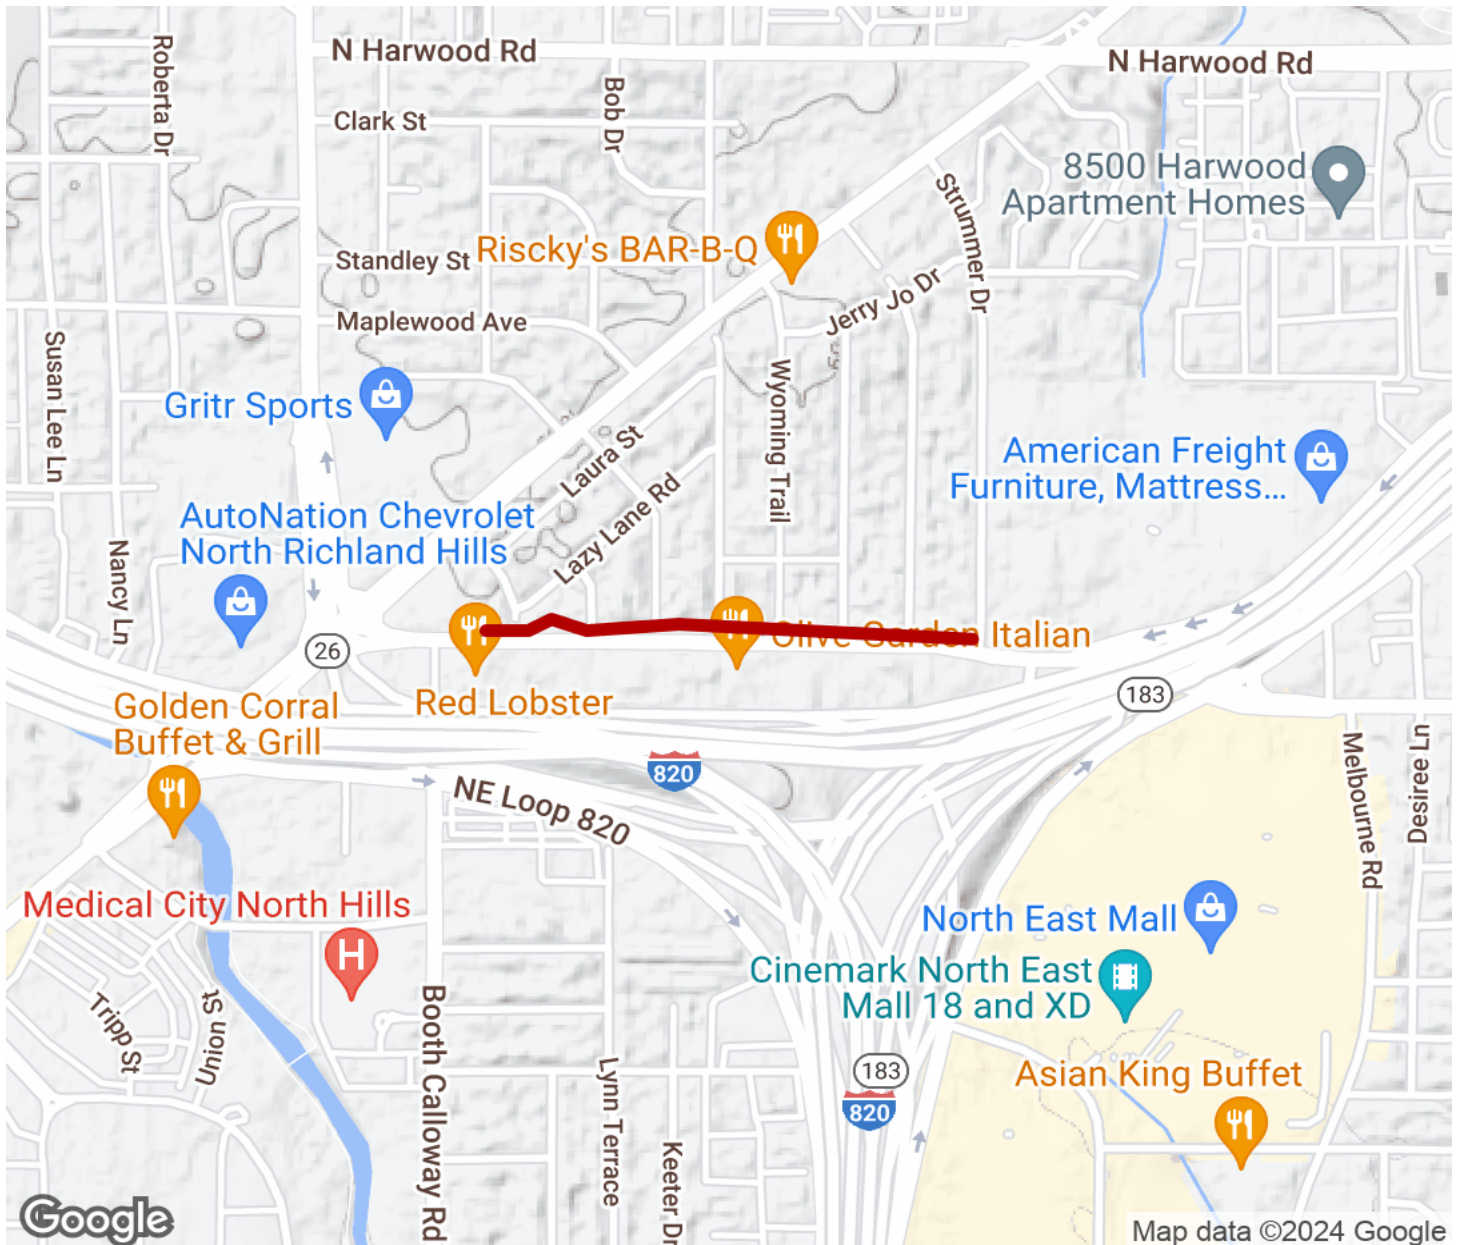 N Harwood Rd
N Harwood Rd
Roberta Dr
Bob Dr
Clark St
8500 Harwood
Apartment Homes
Strummer Dr
Riscky's BAR-B-Q
Standley St
Jerry Jo Dr
Maplewood Ave
Susan Lee Ln
Wyoming Trail
Gritr Sports
Laura St
American Freight
Furniture, Mattress...
Lazy Lane Rd
AutoNation Chevrolet
North Richland Hills
Nancy Ln
Olive Garden Italian
26
Red Lobster
183
Golden Corral
Buffet & Grill
820
NE Loop 820
Melbourne Rd
Desiree Ln
Medical City North Hills
H
North East Mall
Cinemark North East
Mall 18 and XD
Tripp St
Union St
Booth Calloway Rd
Lynn Terrace
Keeter Dr
183
820
Asian King Buffet
Google
Map data ©2024 Google